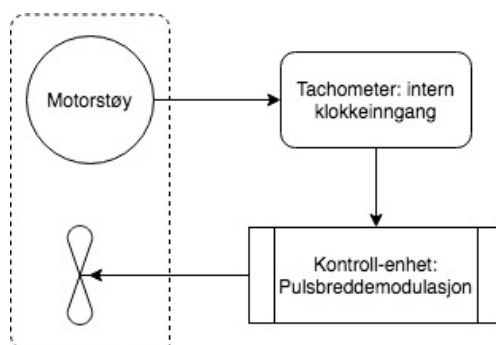 Motorstøy
Tachometer: intern
klokkeinngang
Kontroll-enhet:
Pulsbreddemodulasjon